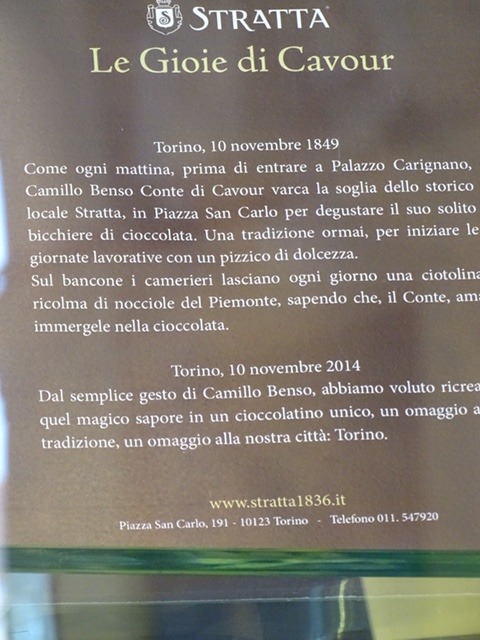 S STRATTA
Le Gioie di Cavour
Torino, 10 novembre 1849
Come ogni mattina, prima di entrare a Palazzo Carignano,
Camillo Benso Conte di Cavour varca la soglia dello storico
locale Stratta, in Piazza San Carlo per degustare il suo solito
bicchiere di cioccolata. Una tradizione ormai, per iniziare le
giornate lavorative con un pizzico di dolcezza.
Sul bancone i camerieri lasciano ogni giorno una ciotolina
ricolma di nocciole del Piemonte, sapendo che, il Conte, ama
immergele nella cioccolata.
Torino, 10 novembre 2014
Dal semplice gesto di Camillo Benso, abbiamo voluto
quel magico sapore in un cioccolatino unico, un omaggio
tradizione, un omaggio alla nostra città: Torino.
www.stratta1836.it
Piazza San Carlo, 191 - 10123 Torino - Telefono 011. 547920